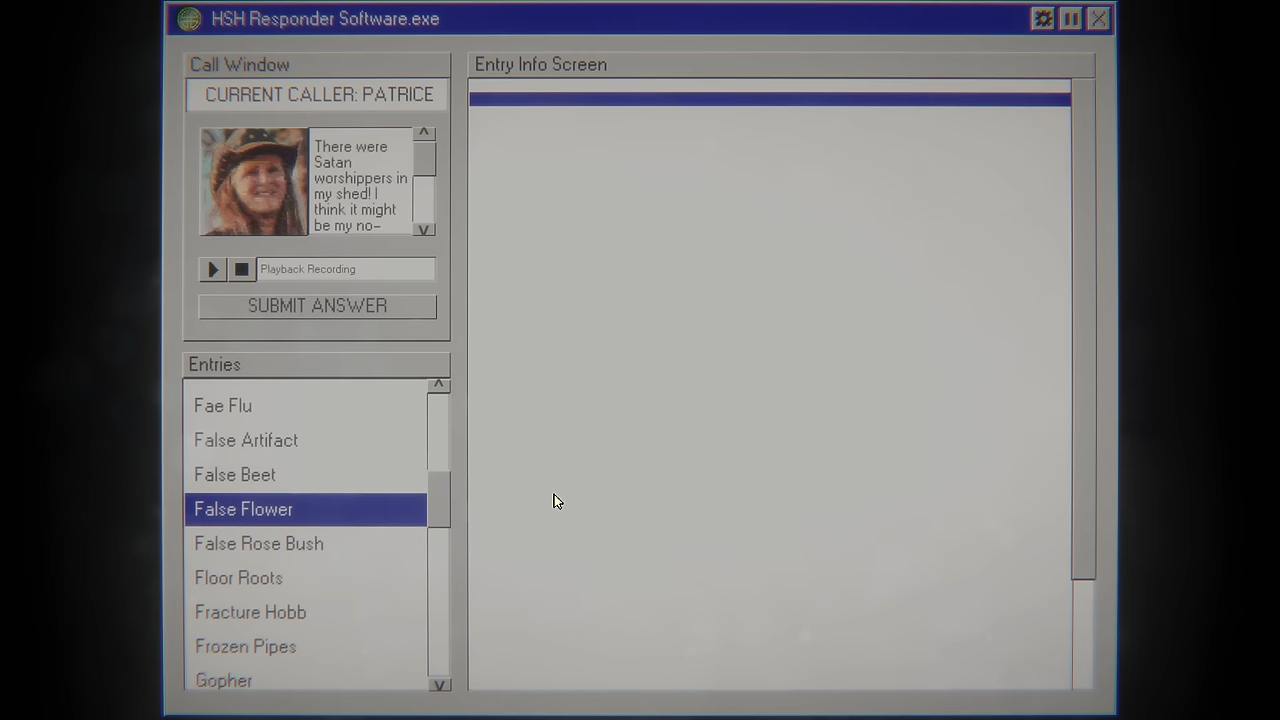 HSH Responder Software.exe
Call Window
CURRENT CALLER: PATRICE
There were
Satan
worshippers in
my shed! I
think it might
be my no-
Playback Recording
SUBMIT ANSWER
Entries
Fae Flu
False Artifact
False Beet
False Flower
False Rose Bush
Floor Roots
Fracture Hobb
Frozen Pipes
Gopher
Entry Info Screen